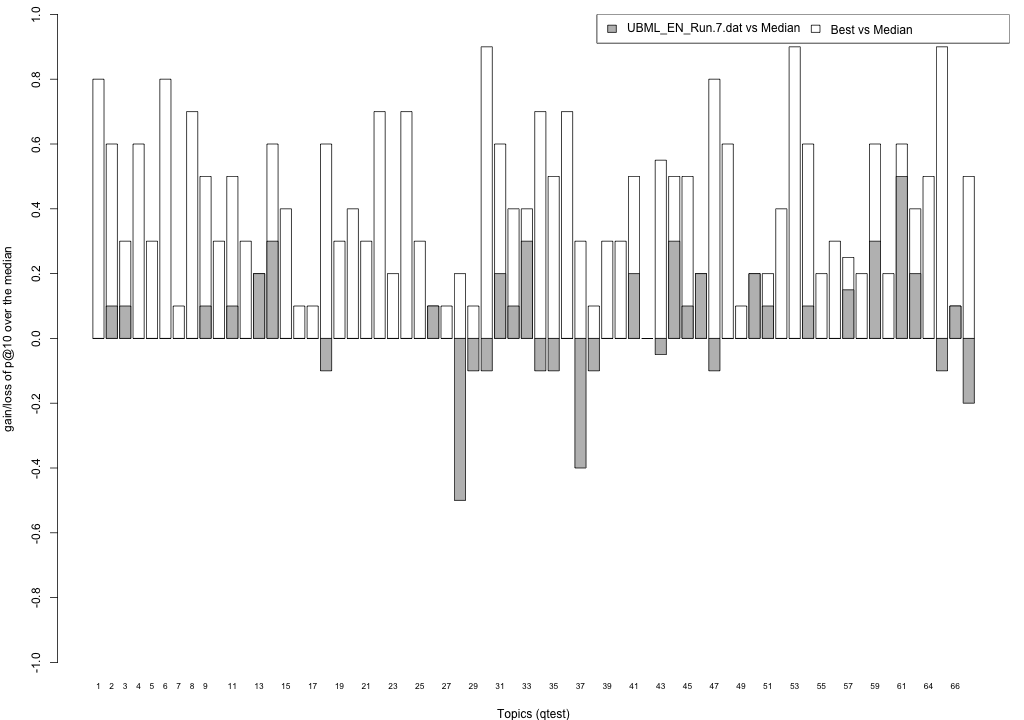 UBML_EN_Run.7.dat vs Median Best vs Median
gain/loss of p@10 over the median
1.0
0.8
0.6
0.4
0.2
0.0
-0.2
-0.4
-0.6
-0.8
-1.0
1 2 3 4 5 6 7 8 9 11 13 15 17 19 21 23 25 27 29 31 33 35 37 39 41 43 45 47 49 51 53 55 57 59 61 64 66
Topics (qtest)